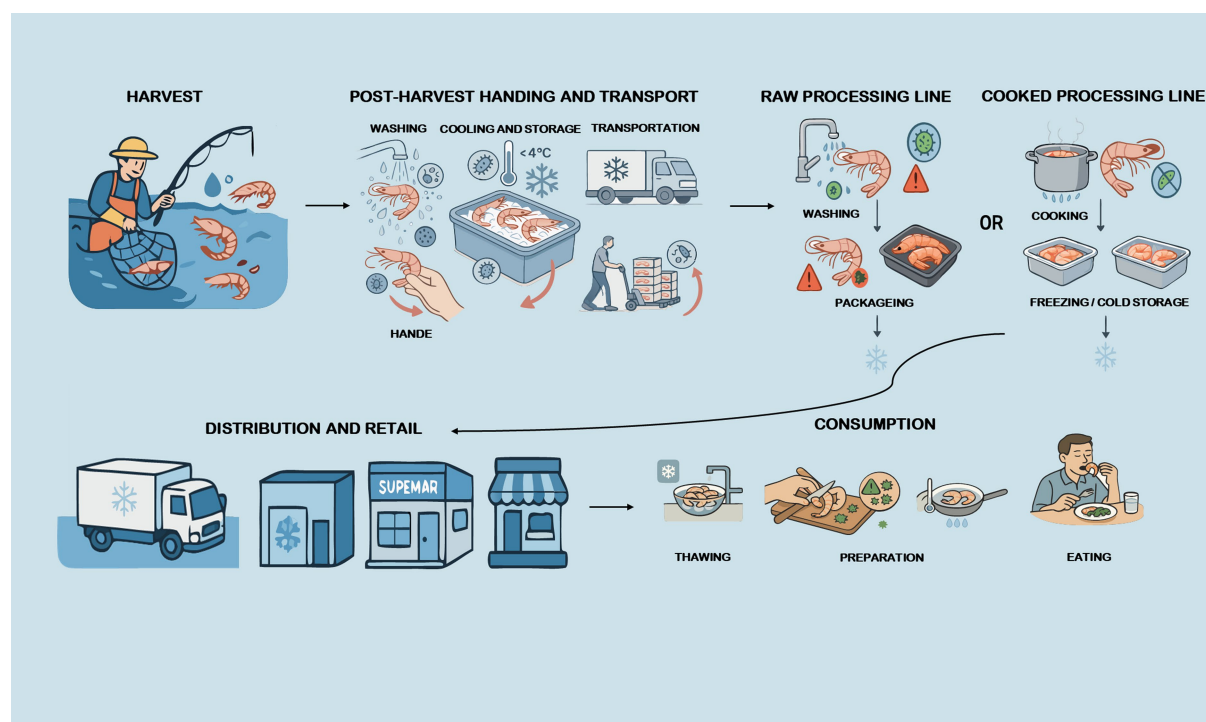 HARVEST
POST-HARVEST HANDING AND TRANSPORT
RAW PROCESSING LINE
COOKED PROCESSING LINE
WASHING
COOLING AND STORAGE
TRANSPORTATION
<4°C
WASHING
OR
COOKING
PACKAGEING
FREEZING / COLD STORAGE
HANDE
DISTRIBUTION AND RETAIL
CONSUMPTION
SUPEMAR
THAWING
PREPARATION
EATING